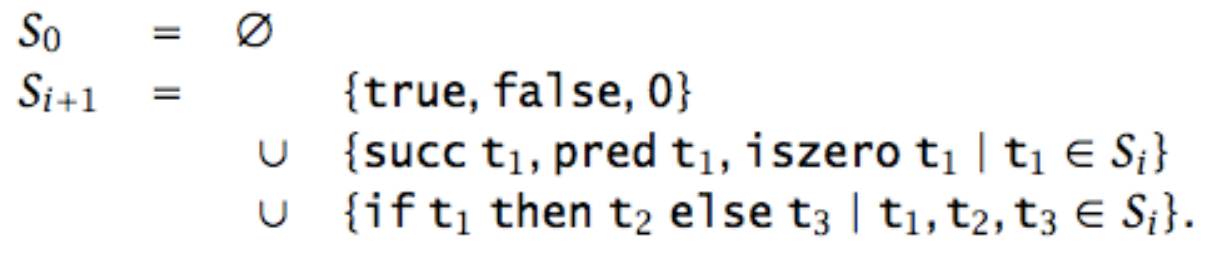 S₀ = ∅
Sᵢ₊₁ = {true, false, 0}
∪ {succ t₁, pred t₁, iszero t₁ | t₁ ∈ Sᵢ}
∪ {if t₁ then t₂ else t₃ | t₁, t₂, t₃ ∈ Sᵢ}.